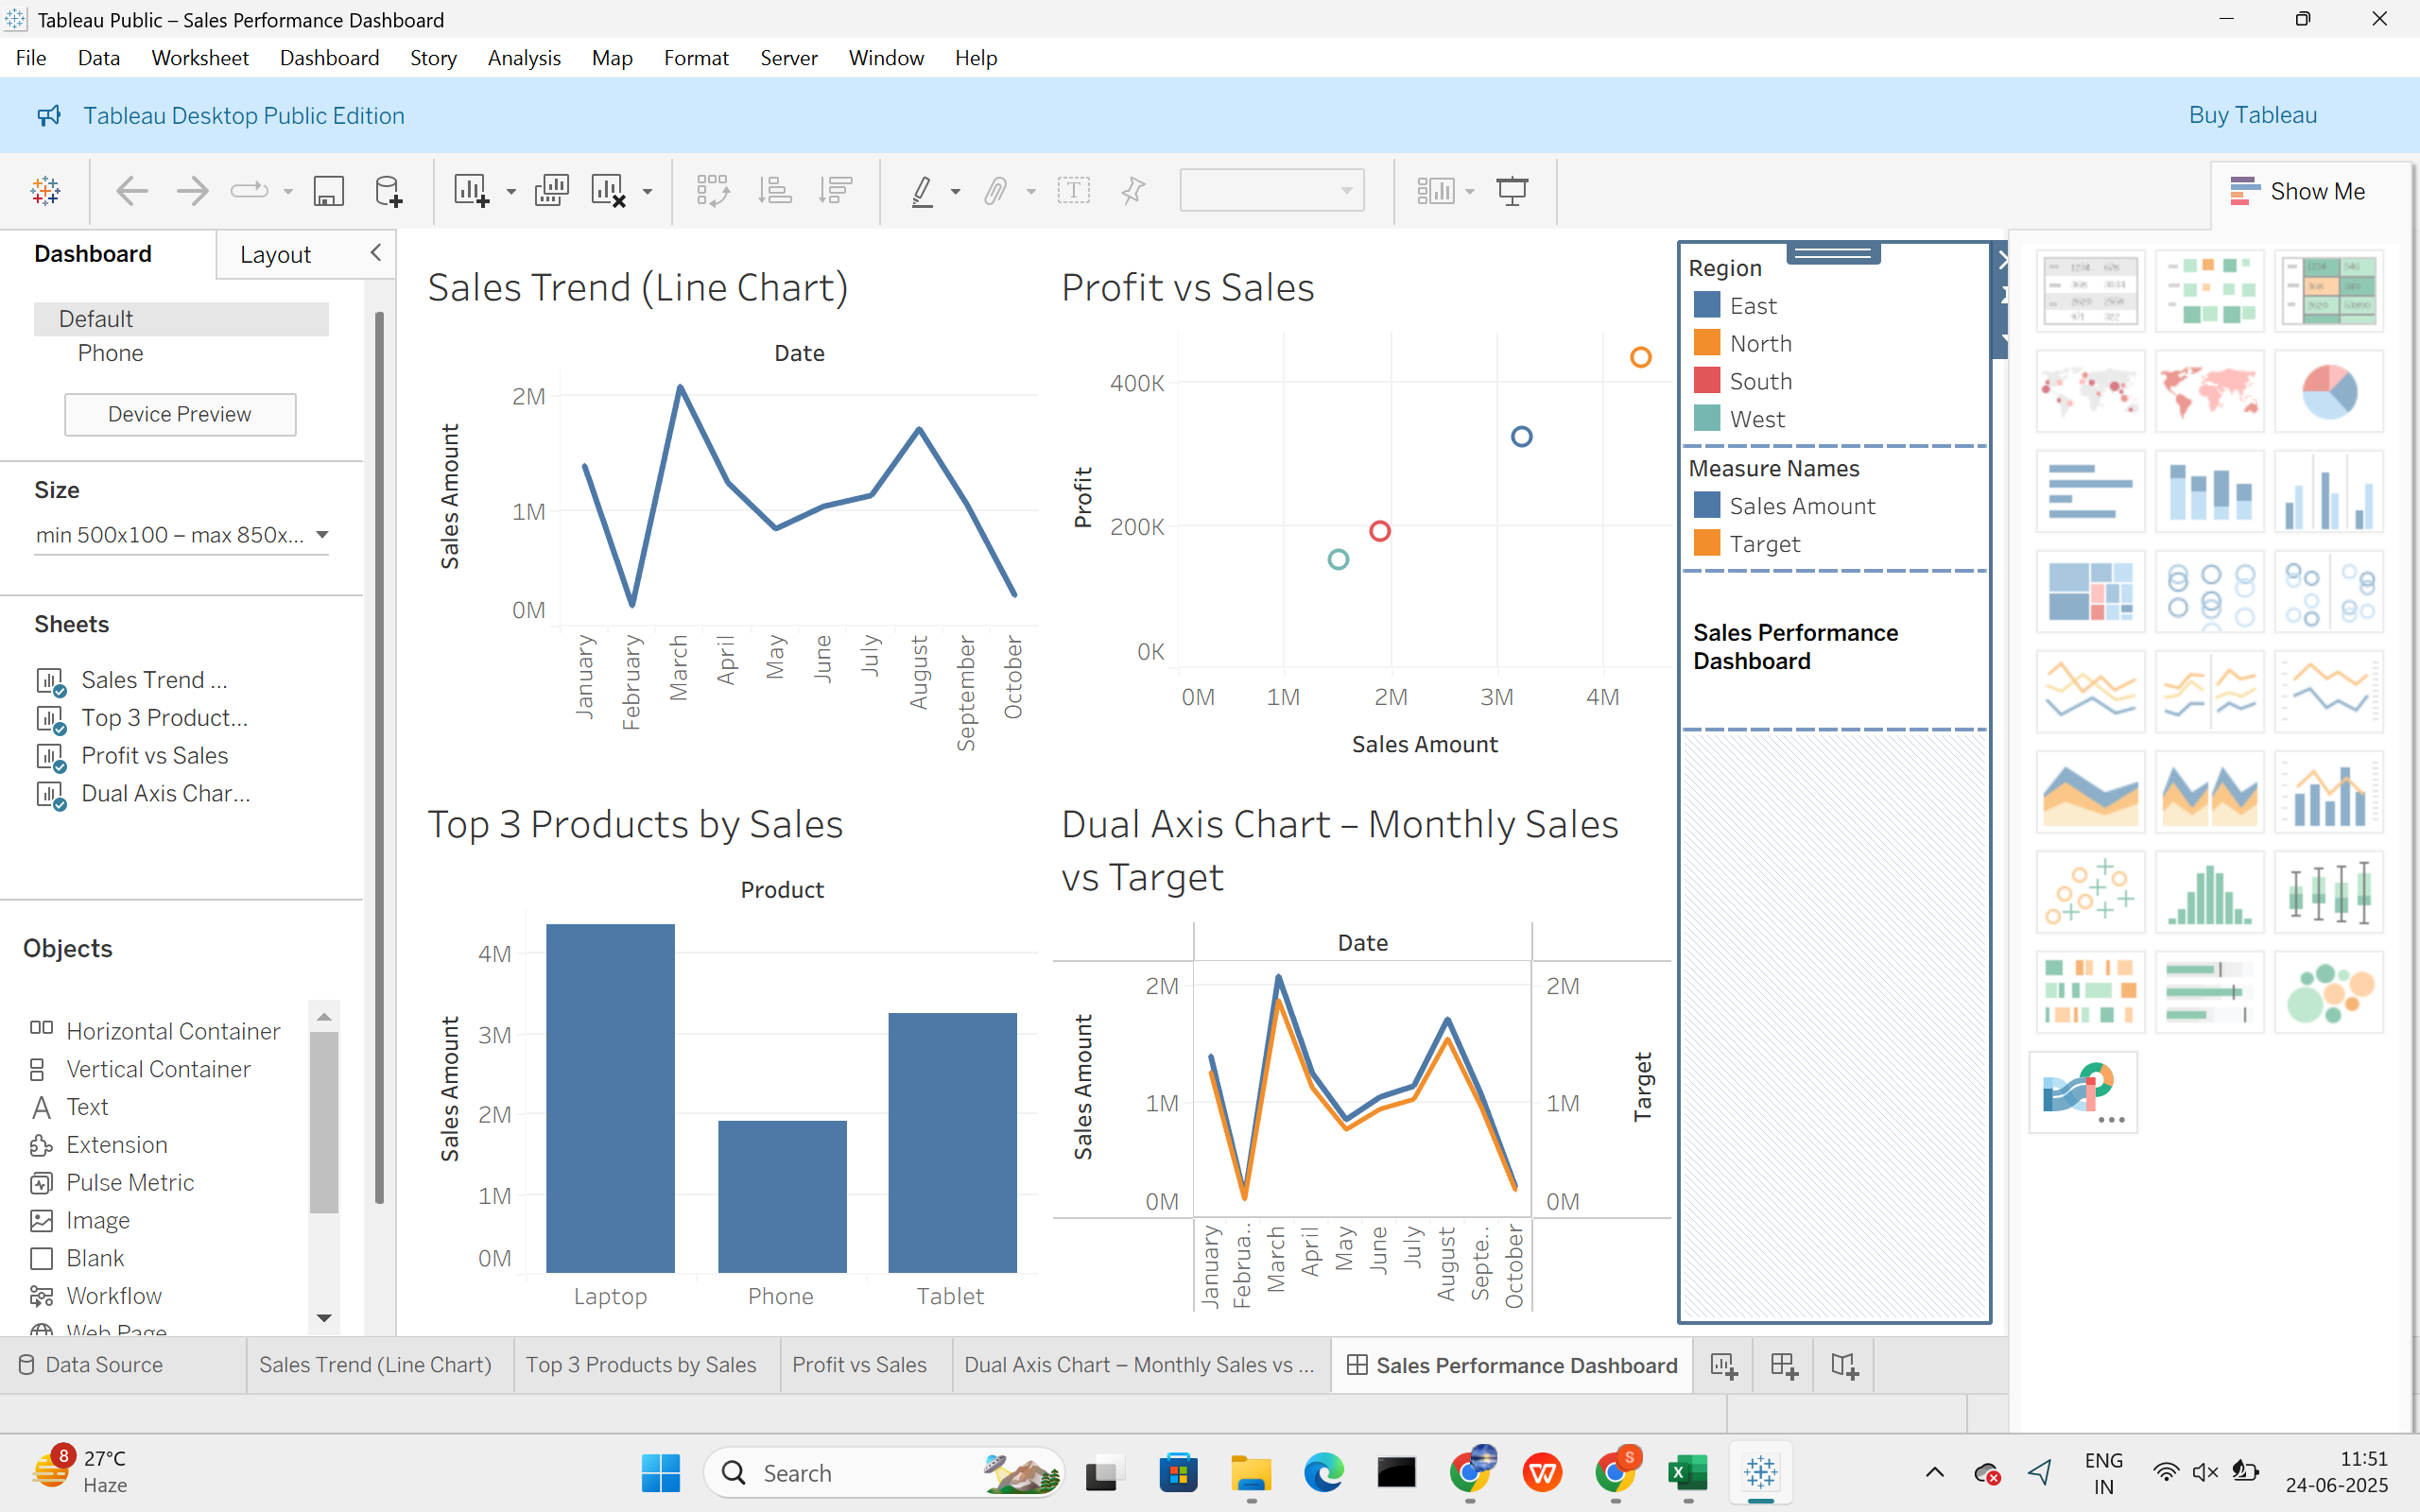 Tableau Public – Sales Performance Dashboard
File Data Worksheet Dashboard Story Analysis Map Format Server Window Help
Tableau Desktop Public Edition
Buy Tableau
Show Me
Dashboard
Layout
Default
Phone
Device Preview
Size
min 500x100 – max 850x...
Sheets
Sales Trend ...
Top 3 Product...
Profit vs Sales
Dual Axis Char...
Objects
Horizontal Container
Vertical Container
Text
Extension
Pulse Metric
Image
Blank
Workflow
Web Page
Sales Trend (Line Chart)
Date
Sales Amount
2M
1M
0M
January February March April May June July August September October
Profit vs Sales
Profit
400K
200K
0K
0M 1M 2M 3M 4M
Sales Amount
Top 3 Products by Sales
Product
Sales Amount
4M
3M
2M
1M
0M
Laptop Phone Tablet
Dual Axis Chart – Monthly Sales
vs Target
Date
Sales Amount
2M
1M
0M
2M
1M
0M
Target
January Februa.. March April May June July August Septe.. October
Region
East
North
South
West
Measure Names
Sales Amount
Target
Sales Performance
Dashboard
Data Source
Sales Trend (Line Chart)
Top 3 Products by Sales
Profit vs Sales
Dual Axis Chart – Monthly Sales vs ...
Sales Performance Dashboard
8
27°C
Haze
Search
S
ENG
IN
11:51
24-06-2025